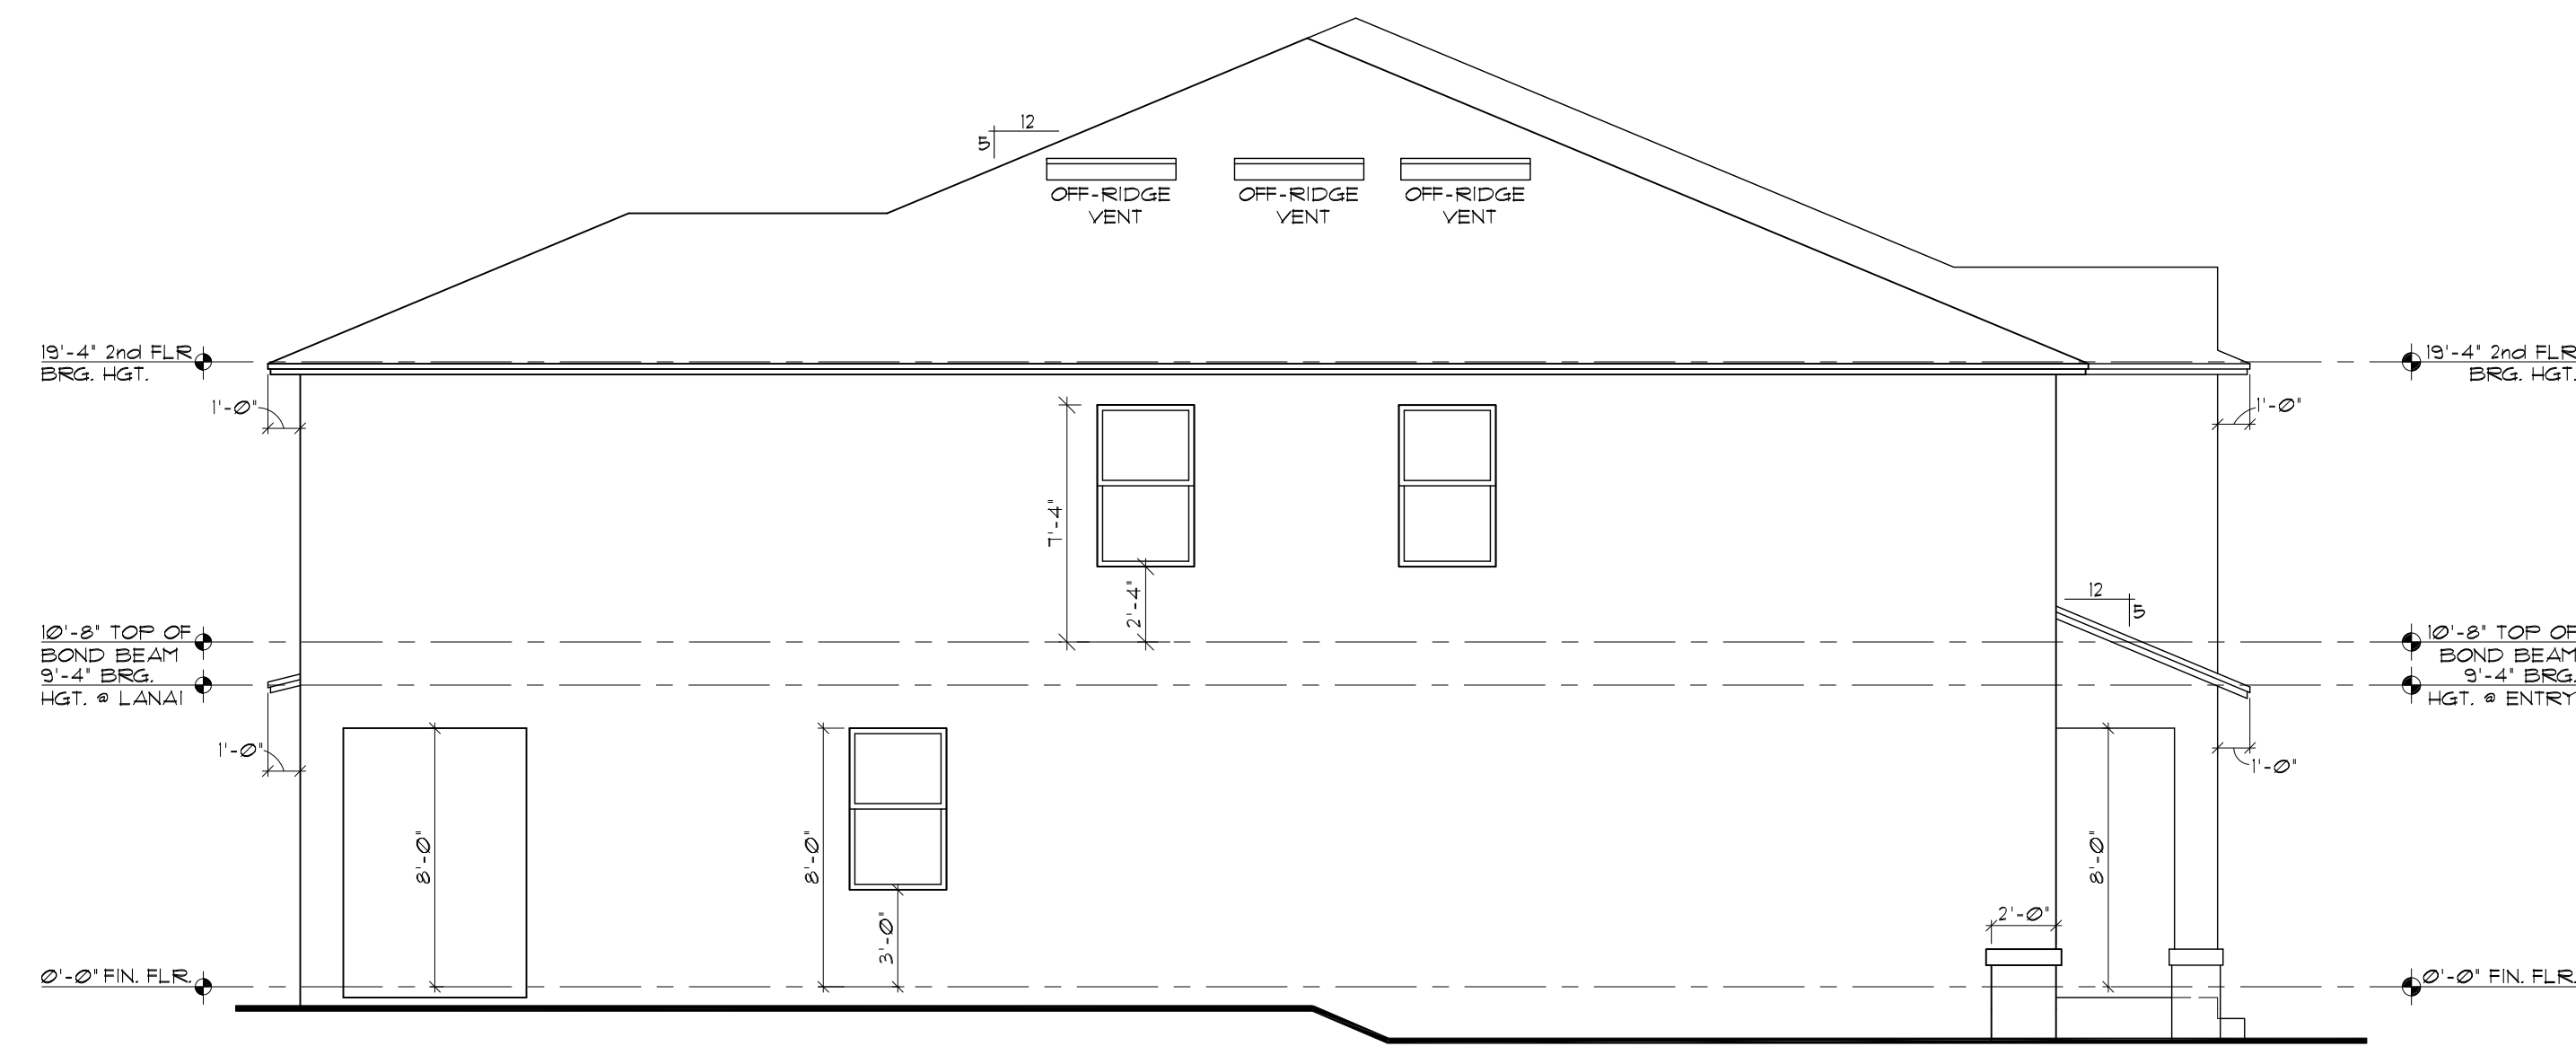 12
5
OFF-RIDGE
VENT
OFF-RIDGE
VENT
OFF-RIDGE
VENT
19'-4" 2nd FLR
BRG. HGT.
19'-4" 2nd FLR
BRG. HGT.
1'-0"
1'-0"
7'-4"
2'-4"
12
5
10'-8" TOP OF
BOND BEAM
9'-4" BRG.
HGT. @ LANAI
10'-8" TOP OF
BOND BEAM
9'-4" BRG.
HGT. @ ENTRY
1'-0"
1'-0"
8'-0"
8'-0"
3'-0"
8'-0"
2'-0"
0'-0" FIN. FLR.
0'-0" FIN. FLR.